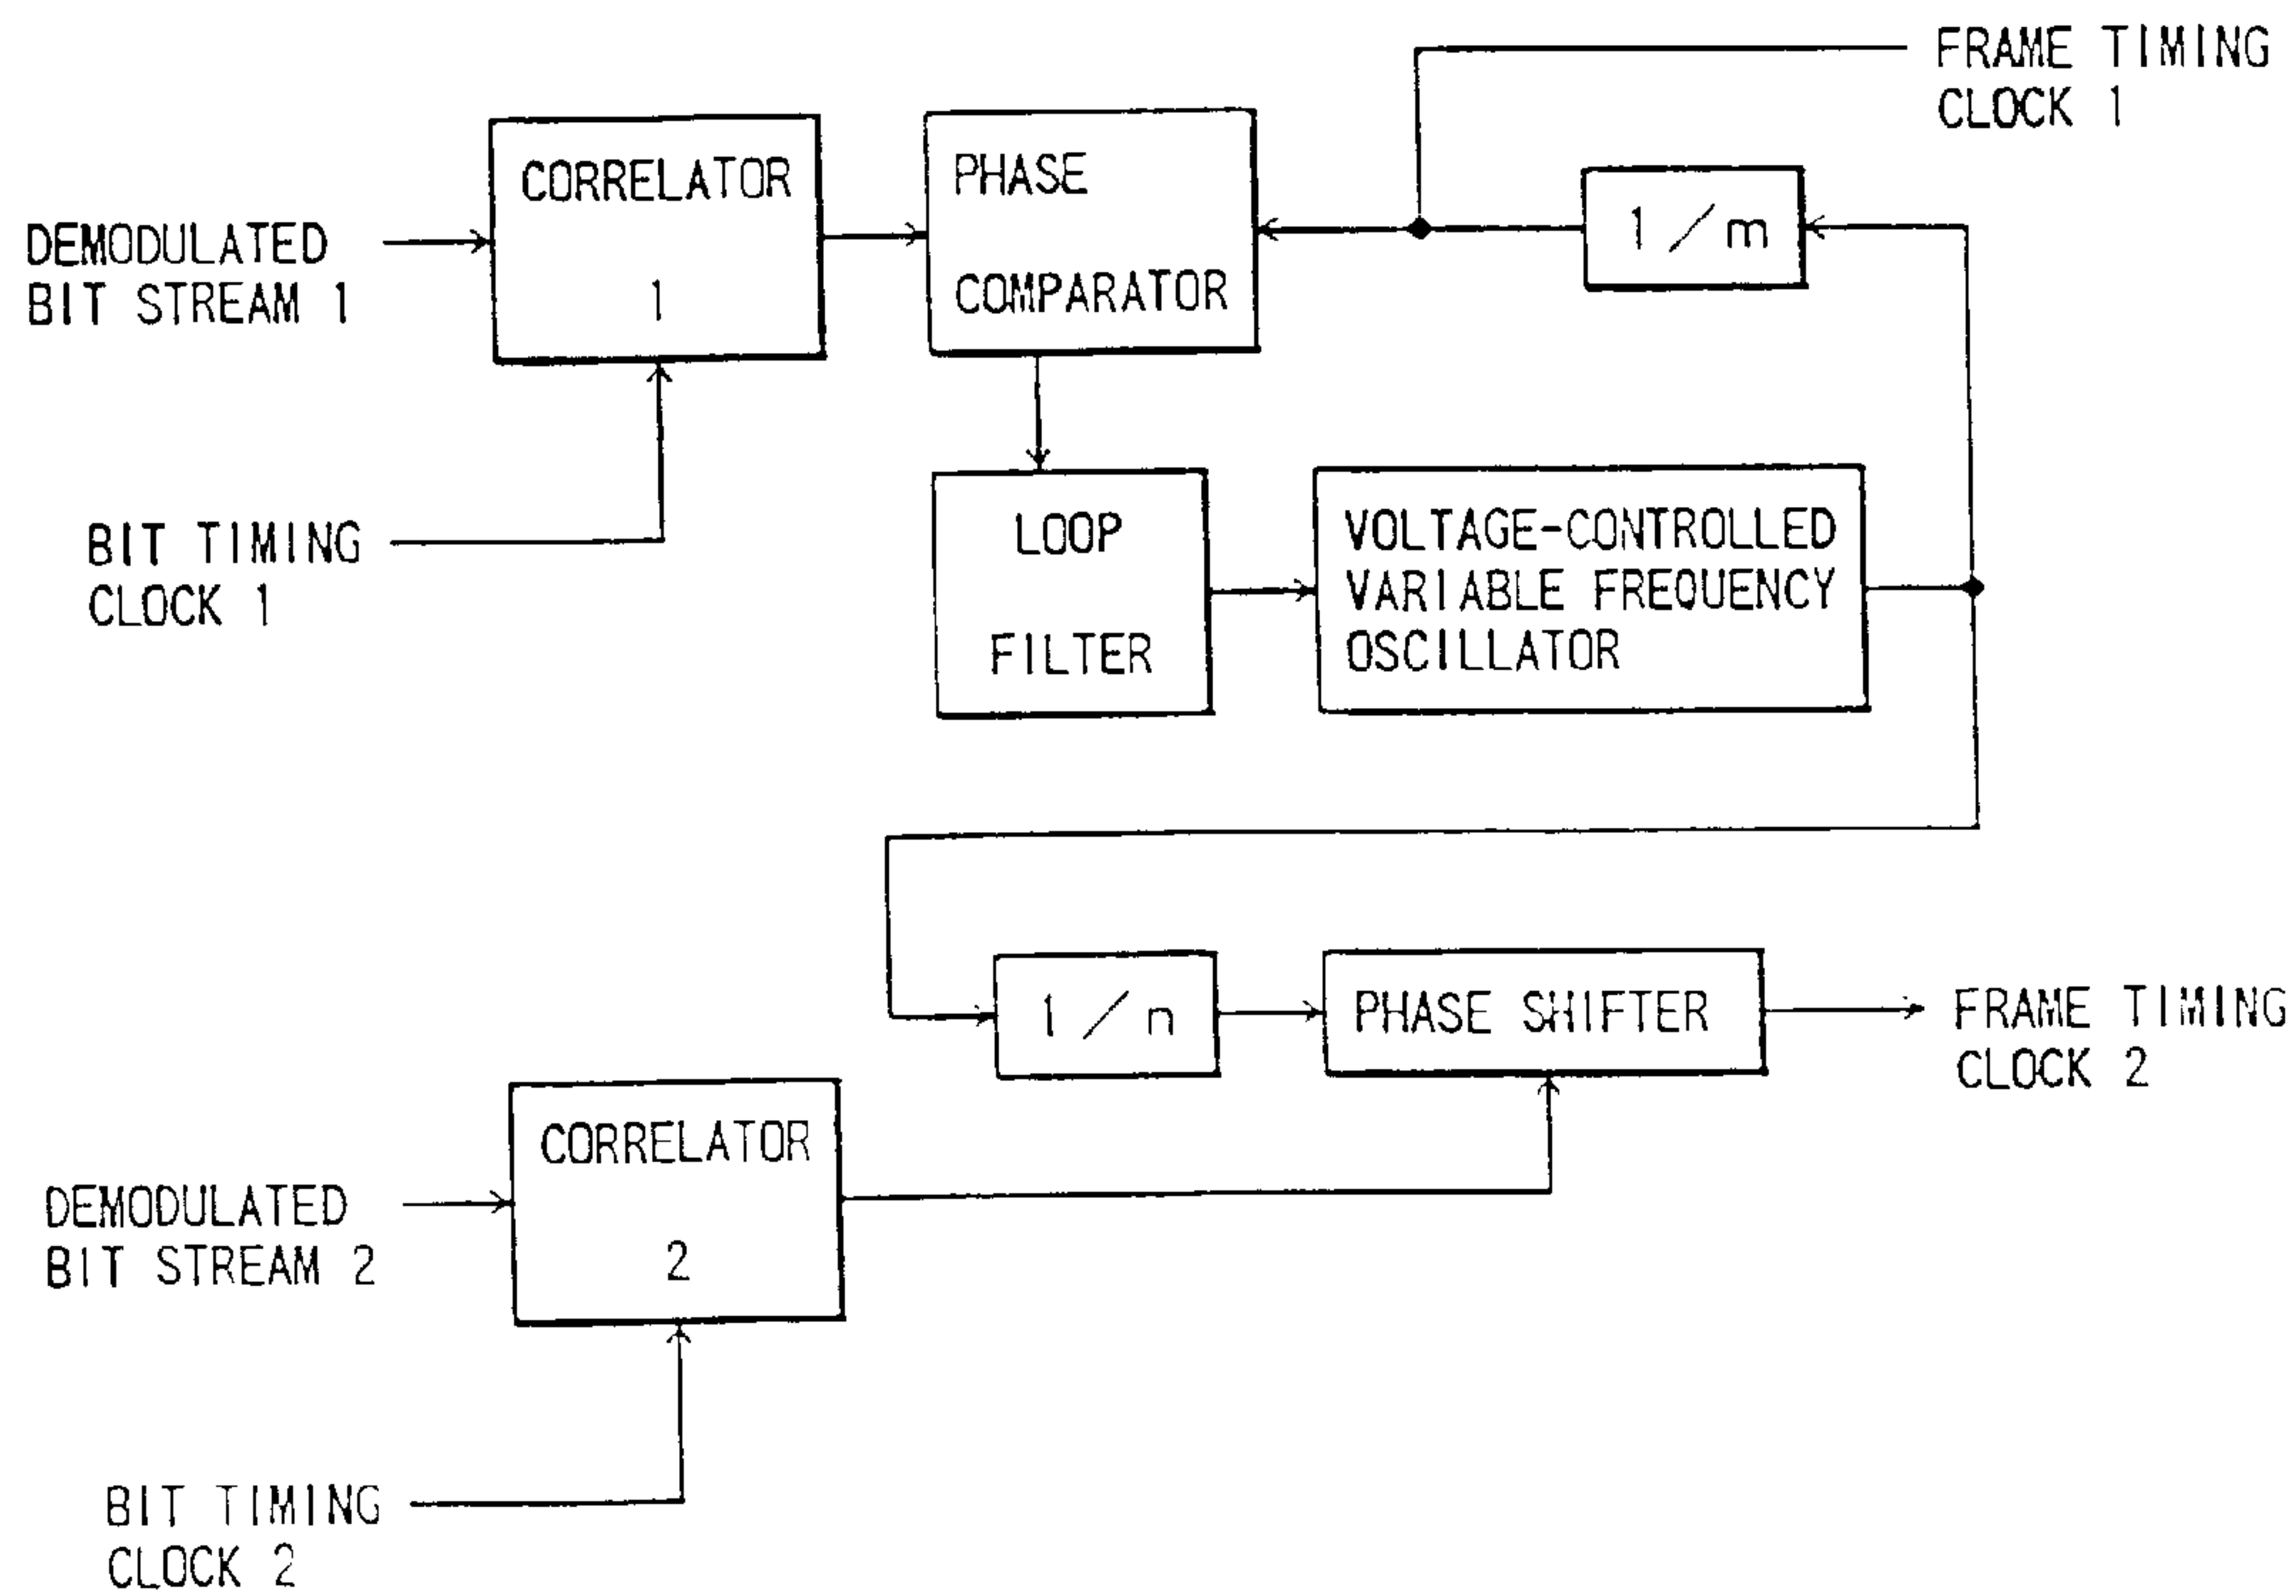 FRAME TIMING
CLOCK 1
CORRELATOR
1
PHASE
COMPARATOR
1/m
DEMODULATED
BIT STREAM 1
BIT TIMING
CLOCK 1
LOOP
FILTER
VOLTAGE-CONTROLLED
VARIABLE FREQUENCY
OSCILLATOR
1/n
PHASE SHIFTER
FRAME TIMING
CLOCK 2
CORRELATOR
2
DEMODULATED
BIT STREAM 2
BIT TIMING
CLOCK 2